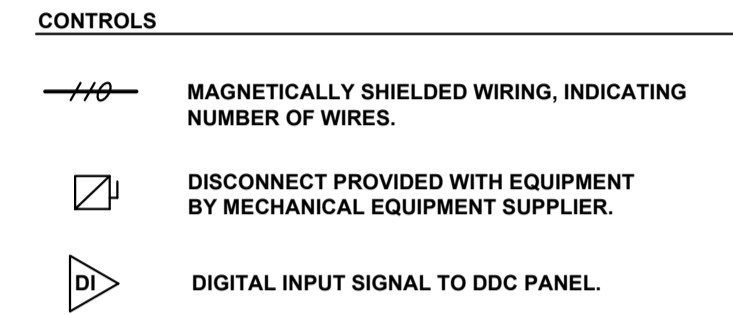 CONTROLS
MAGNETICALLY SHIELDED WIRING, INDICATING
NUMBER OF WIRES.
DISCONNECT PROVIDED WITH EQUIPMENT
BY MECHANICAL EQUIPMENT SUPPLIER.
DI
DIGITAL INPUT SIGNAL TO DDC PANEL.